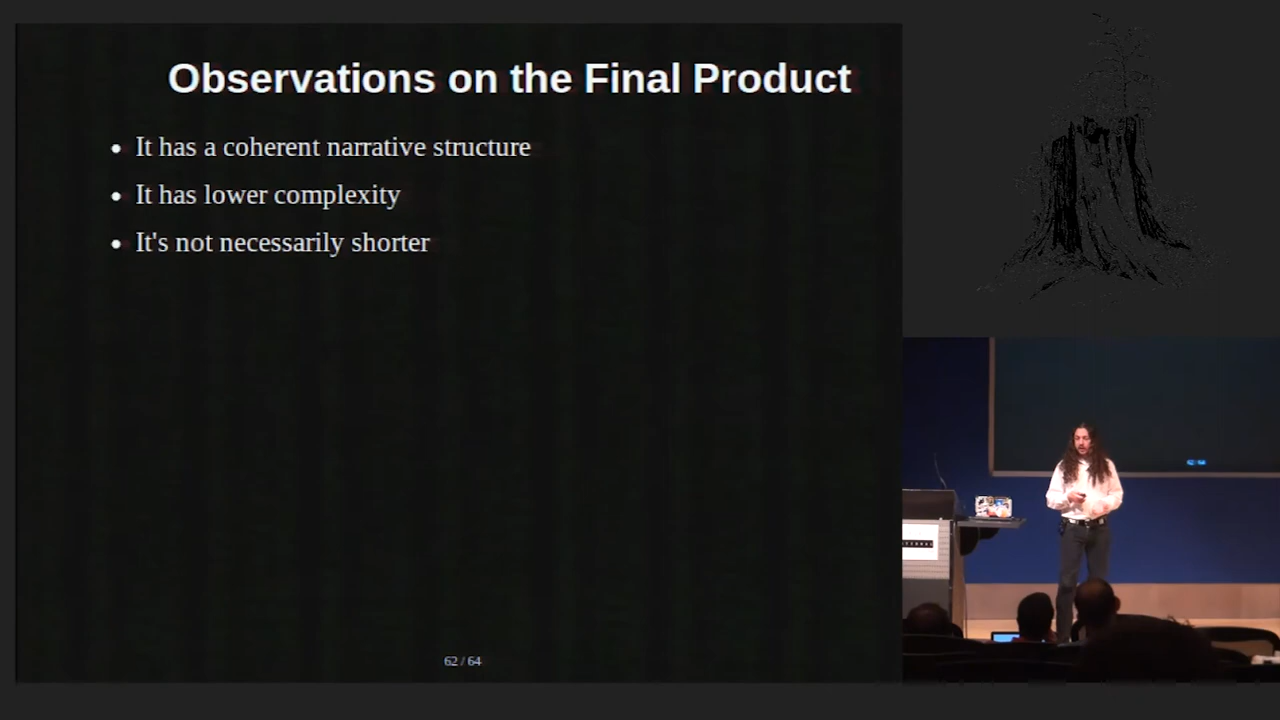 Observations on the Final Product
• It has a coherent narrative structure
• It has lower complexity
• It's not necessarily shorter
62 / 64